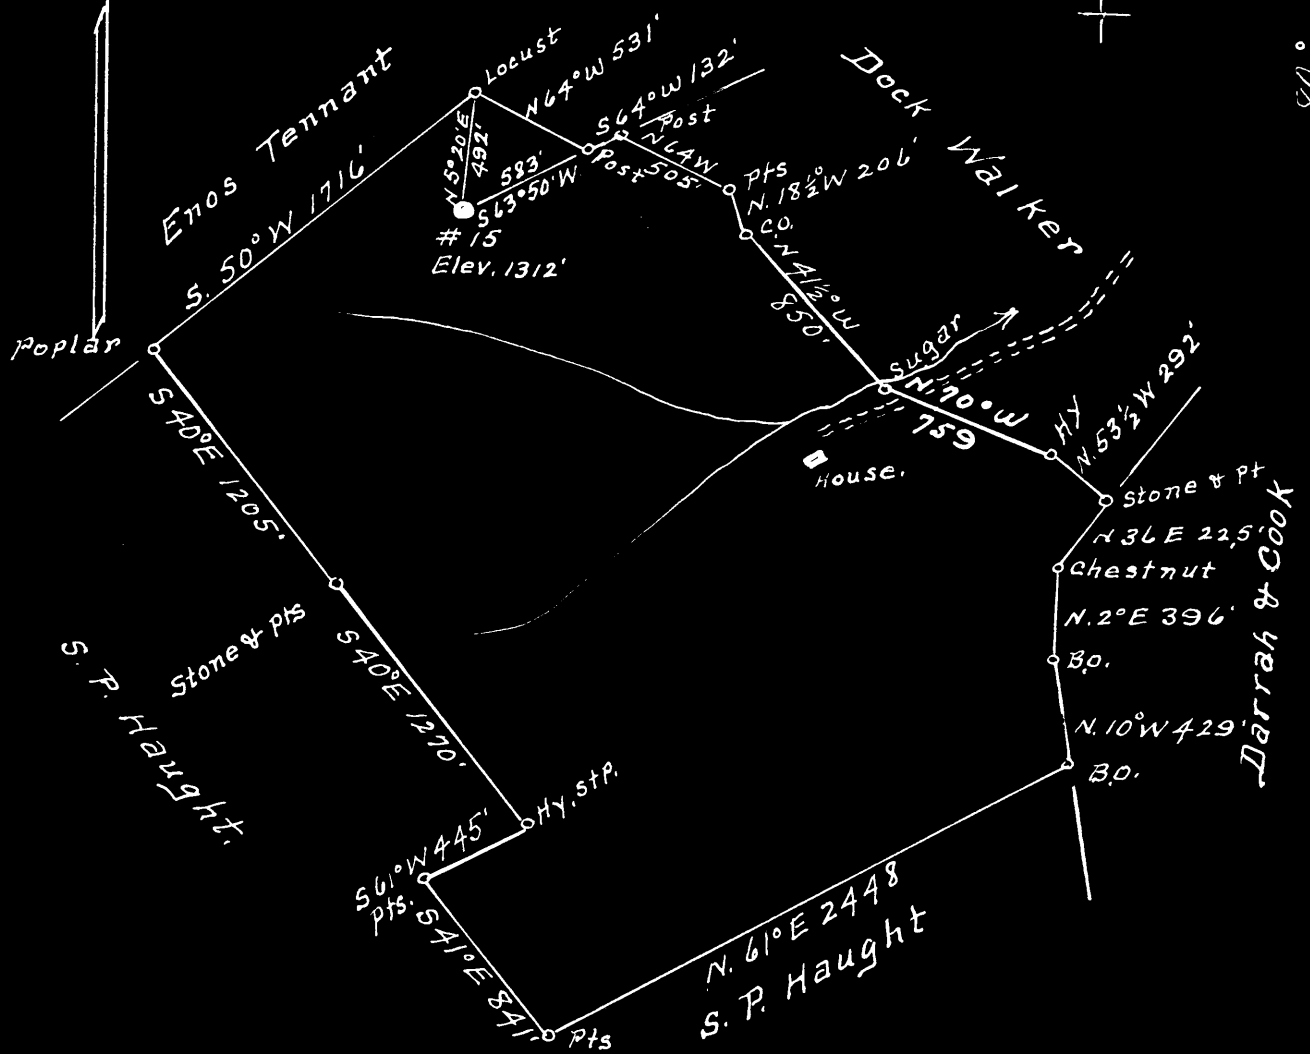 Locust
N 64° W 531'
S 64° W 132'
Post
Dock Walker
Enos Tennant
N 5° 20' E
492'
583'
S 63° 50' W
Post
N 64 W
505'
Pts
N. 18½° W 206'
C.O.
# 15
Elev. 1312'
S. 50° W 1716'
N 41½° W
850'
Poplar
Sugar
N. 70° W
759
HY
N. 53½ W 292'
House.
Stone & Pt
S 40° E 1205'
N 36 E 225'
Chestnut
N. 2° E 396'
Darrah & Cook
Stone & Pts
B.O.
S. P. Haught.
S 40° E 1270'
N. 10° W 429'
B.O.
Hy. stp.
S 61° W 445'
Pts.
S 41° E 841'
N. 61° E 2448
S. P. Haught
Pts